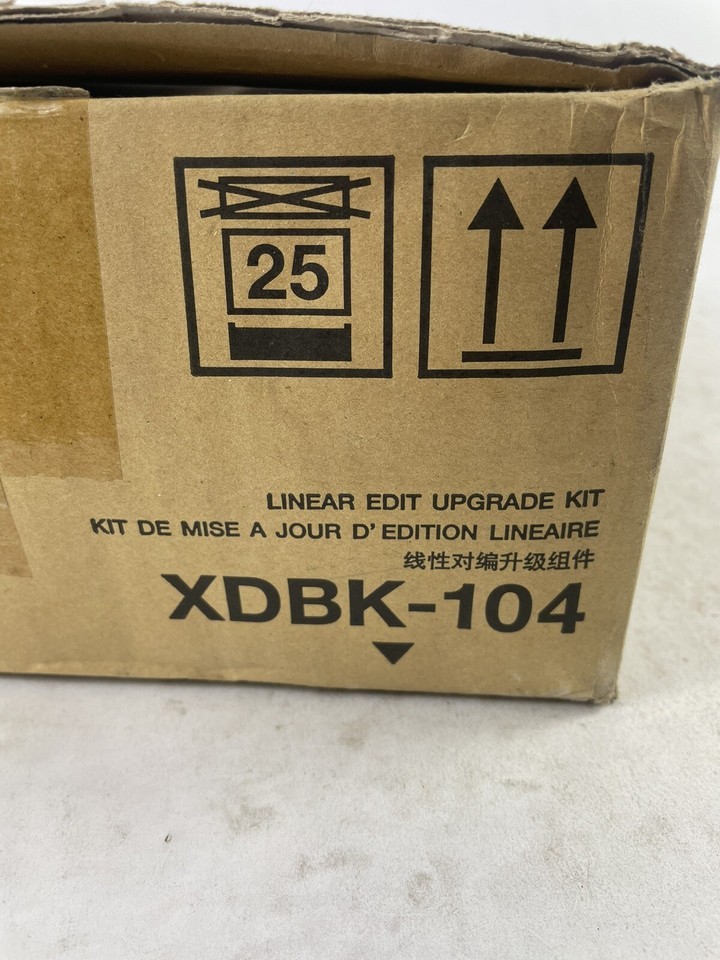 25
LINEAR EDIT UPGRADE KIT
KIT DE MISE A JOUR D' EDITION LINEAIRE
线性对编升级组件
XDBK-104